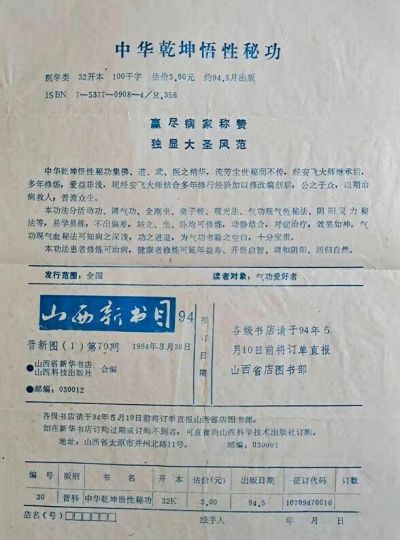 中华乾坤悟性秘功
医学类 32开本 100千字 估价3.00元 约94.5月出版
ISBN 7—5377—0908—4/R.356
赢尽病家称赞
独显大圣风范
中华乾坤悟性秘功集佛、道、武、医之精华，流芳尘世秘而不传，经安飞大师继承后，
多年修炼，爱益非浅，现经安飞大师结合多年修行经验加以修改编创后，公之于众，以期治
病救人，普渡众生。
本功法分活动功、调气功、金刚坐、童子桩、观光法、气功观气色秘法、阴阳灵力秘
法等，易学易练，不出偏差，站立、坐、卧均可修炼，动静结合，对症治疗，效果如神。气
功观气血秘法可知病之深浅，功之进退，为气功书籍之空白，十分宝贵。
本功法患者修炼可治病，健康者修炼可延年益寿、开悟启智、调和阴阳、回归自然。
发行范围：全国 读者对象：气功爱好者
山西新书目
94
晋新图(1)第70期 1994年3月30日
●山西省新华书店
●山西科技出版社 合编
●邮编：030012
订日期
各级书店请于94年5
月10日前将订单直报
山西省店图书部
各级书店请于94年5月10日前将订单直报山西省店图书部。
如在新华书店订购过期或订购不到者，可直接向山西科学技术出版社订购。
地址：山西省太原市并州北路11号。 邮编：030001
编号 版别 书名 开本 估价(元) 出版日期 征订代码 订数
30 晋科 中华乾坤悟性秘功 32K 3.00 94.5 10709470016
店名(号) 经手人 年 月 日